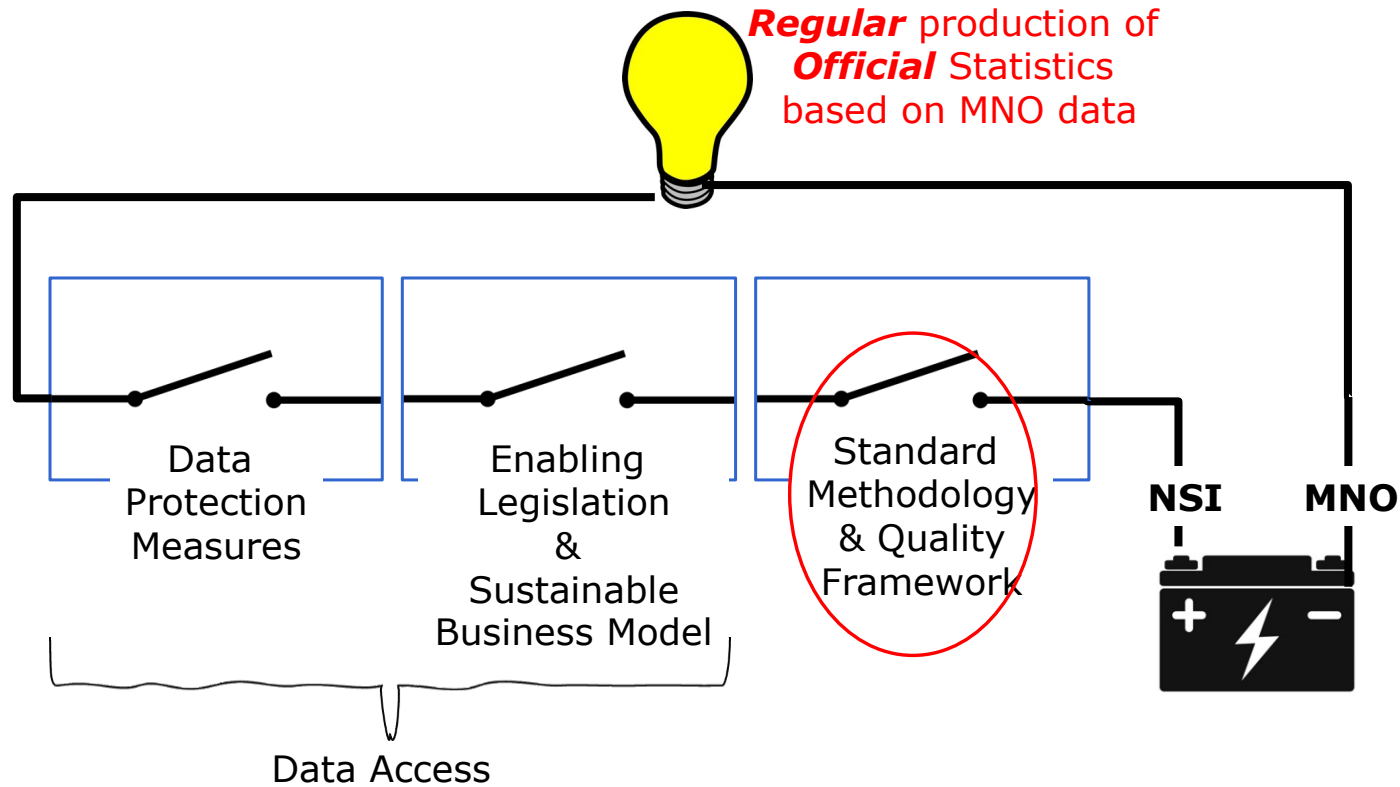 Regular production of
Official Statistics
based on MNO data
Data
Protection
Measures
Enabling
Legislation
&
Sustainable
Business Model
Standard
Methodology
& Quality
Framework
NSI
MNO
+
−
Data Access